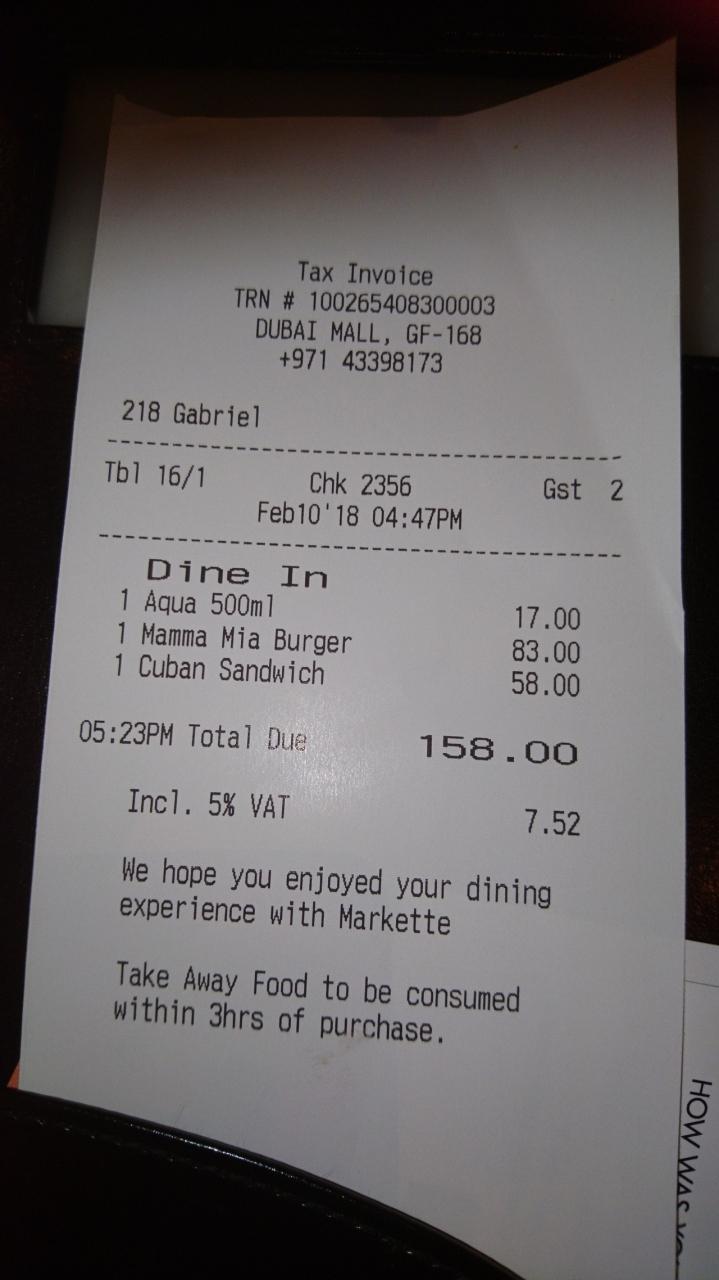 Tax Invoice
TRN # 100265408300003
DUBAI MALL, GF-168
+971 43398173
218 Gabriel
Tbl 16/1 Chk 2356 Gst 2
Feb10'18 04:47PM
Dine In
1 Aqua 500ml 17.00
1 Mamma Mia Burger 83.00
1 Cuban Sandwich 58.00
05:23PM Total Due 158.00
Incl. 5% VAT 7.52
We hope you enjoyed your dining
experience with Markette
Take Away Food to be consumed
within 3hrs of purchase.
HOW WAS